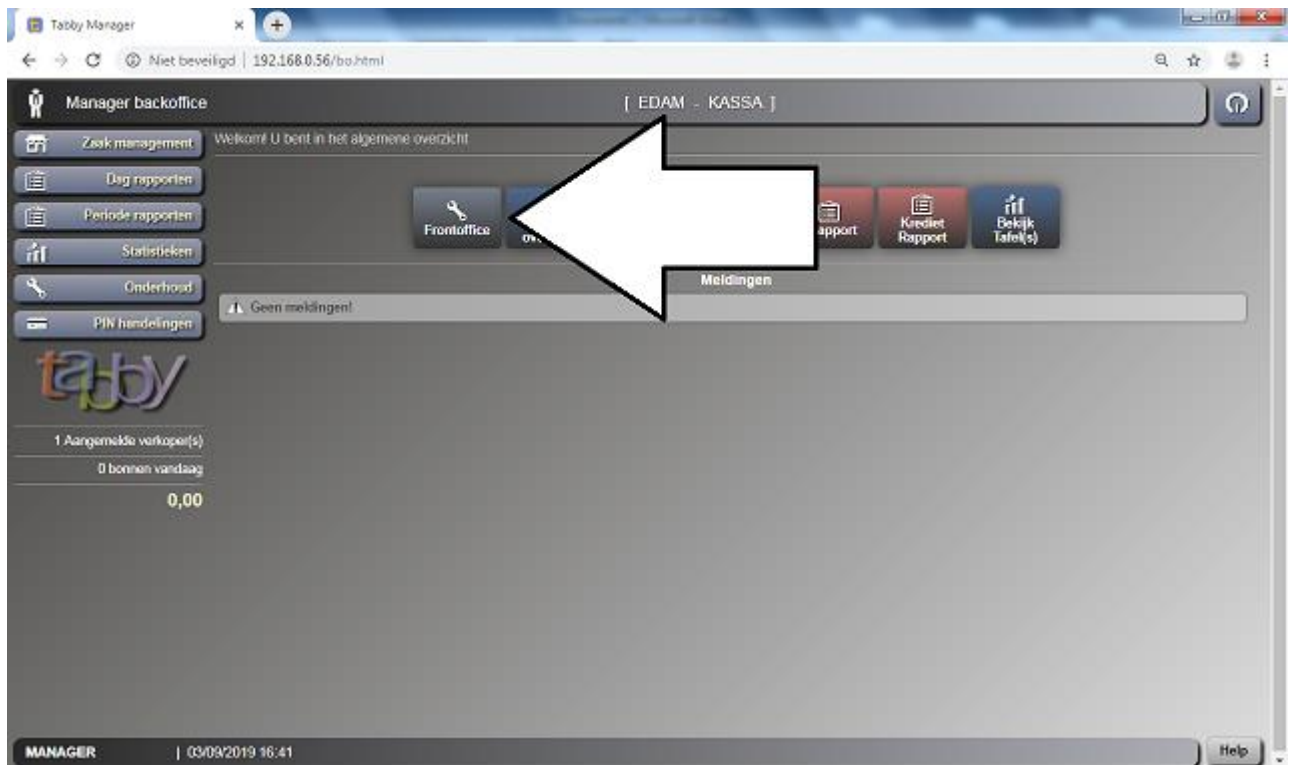 Tabby Manager
Niet beveiligd | 192.168.0.56/bo.html
Manager backoffice
[ EDAM - KASSA ]
Zaak management
Welkom! U bent in het algemene overzicht
Dag rapporten
Periode rapporten
Statistieken
Onderhoud
PIN handelingen
Frontoffice
Krediet
Rapport
Bekijk
Tafel(s)
Meldingen
Geen meldingen!
tabby
1 Aangemelde verkoper(s)
0 bonnen vandaag
0,00
MANAGER | 03/09/2019 16:41
Help